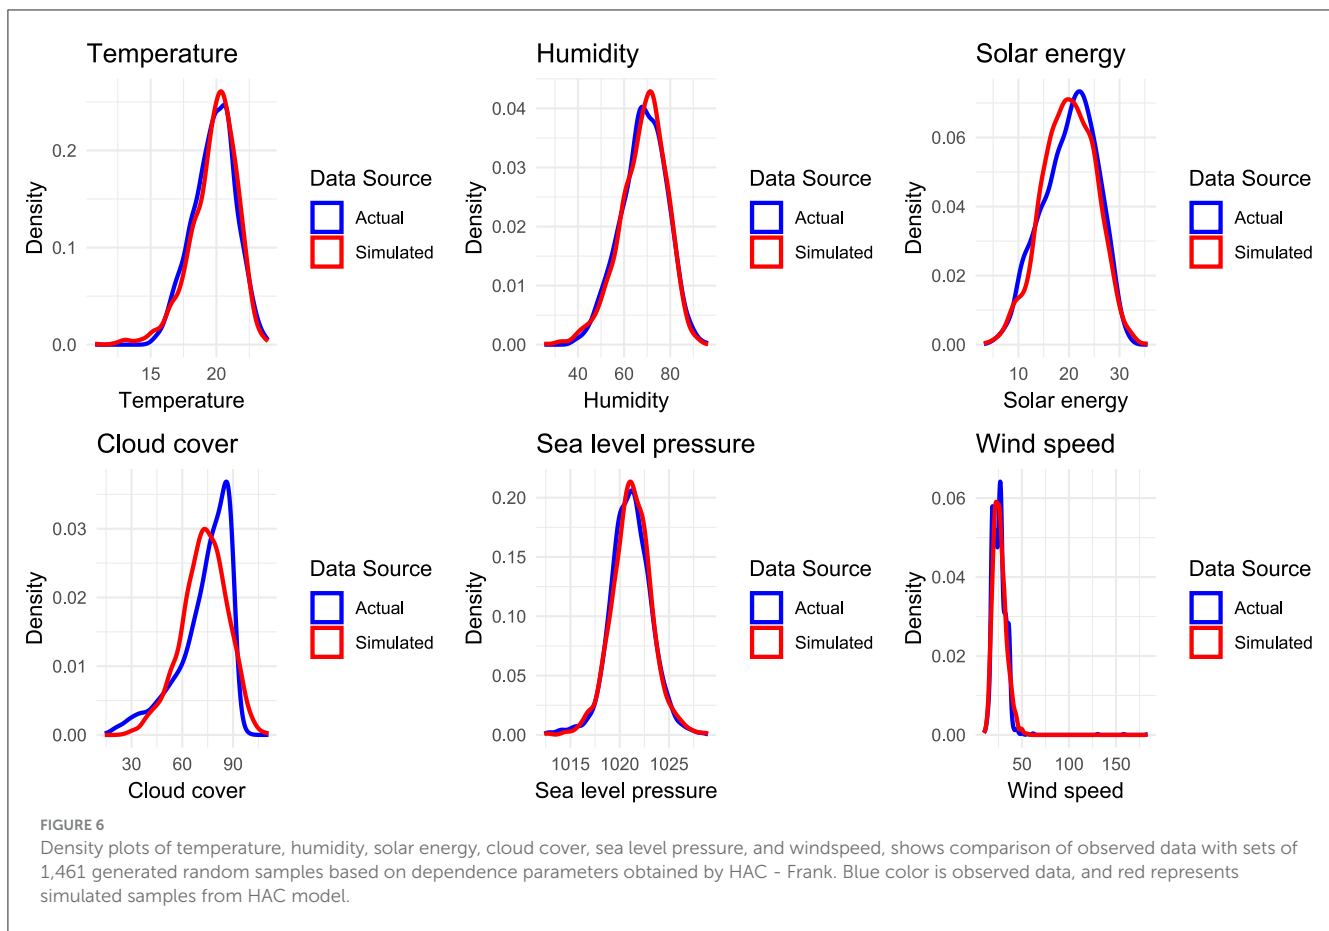 Temperature
Density
0.2
0.1
0.0
15
20
Temperature
Data Source
Actual
Simulated
Humidity
Density
0.04
0.03
0.02
0.01
0.00
40
60
80
Humidity
Data Source
Actual
Simulated
Solar energy
Density
0.06
0.04
0.02
0.00
10
20
30
Solar energy
Data Source
Actual
Simulated
Cloud cover
Density
0.03
0.02
0.01
0.00
30
60
90
Cloud cover
Data Source
Actual
Simulated
Sea level pressure
Density
0.20
0.15
0.10
0.05
0.00
1015
1020
1025
Sea level pressure
Data Source
Actual
Simulated
Wind speed
Density
0.06
0.04
0.02
0.00
50
100
150
Wind speed
Data Source
Actual
Simulated
FIGURE 6
Density plots of temperature, humidity, solar energy, cloud cover, sea level pressure, and windspeed, shows comparison of observed data with sets of
1,461 generated random samples based on dependence parameters obtained by HAC - Frank. Blue color is observed data, and red represents
simulated samples from HAC model.